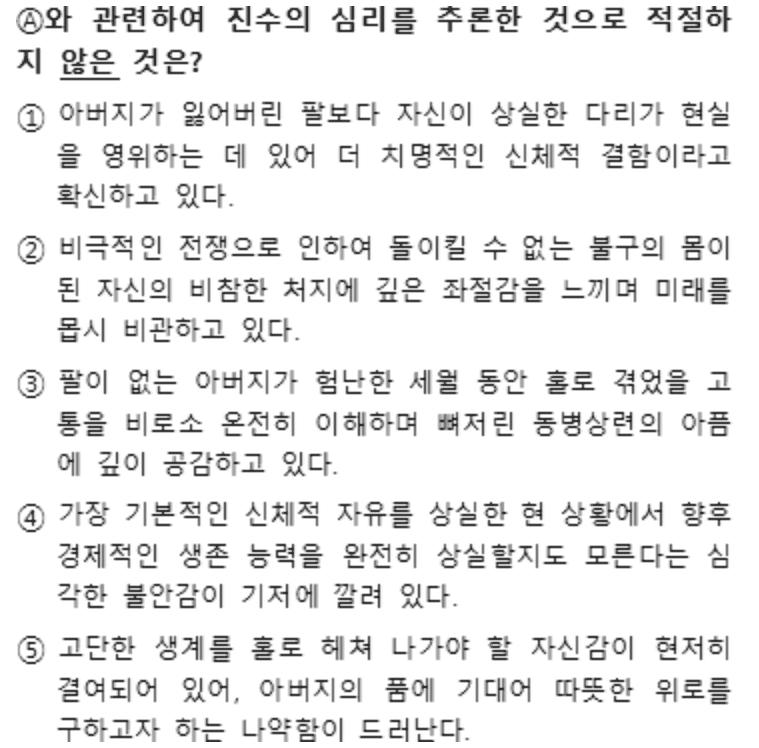 Ⓐ와 관련하여 진수의 심리를 추론한 것으로 적절하
지 않은 것은?
① 아버지가 잃어버린 팔보다 자신이 상실한 다리가 현실
을 영위하는 데 있어 더 치명적인 신체적 결함이라고
확신하고 있다.
② 비극적인 전쟁으로 인하여 돌이킬 수 없는 불구의 몸이
된 자신의 비참한 처지에 깊은 좌절감을 느끼며 미래를
몹시 비관하고 있다.
③ 팔이 없는 아버지가 험난한 세월 동안 홀로 겪었을 고
통을 비로소 온전히 이해하며 뼈저린 동병상련의 아픔
에 깊이 공감하고 있다.
④ 가장 기본적인 신체적 자유를 상실한 현 상황에서 향후
경제적인 생존 능력을 완전히 상실할지도 모른다는 심
각한 불안감이 기저에 깔려 있다.
⑤ 고단한 생계를 홀로 헤쳐 나가야 할 자신감이 현저히
결여되어 있어, 아버지의 품에 기대어 따뜻한 위로를
구하고자 하는 나약함이 드러난다.